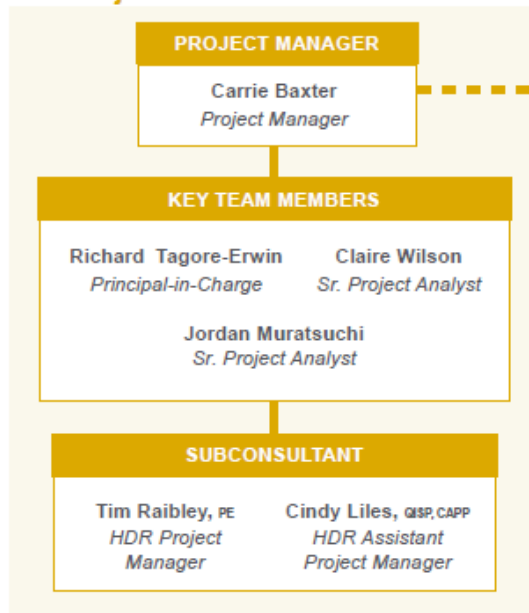 PROJECT MANAGER
Carrie Baxter
Project Manager
KEY TEAM MEMBERS
Richard Tagore-Erwin
Principal-in-Charge
Claire Wilson
Sr. Project Analyst
Jordan Muratsuchi
Sr. Project Analyst
SUBCONSULTANT
Tim Raibley, PE
HDR Project
Manager
Cindy Liles, QISP, CAPP
HDR Assistant
Project Manager